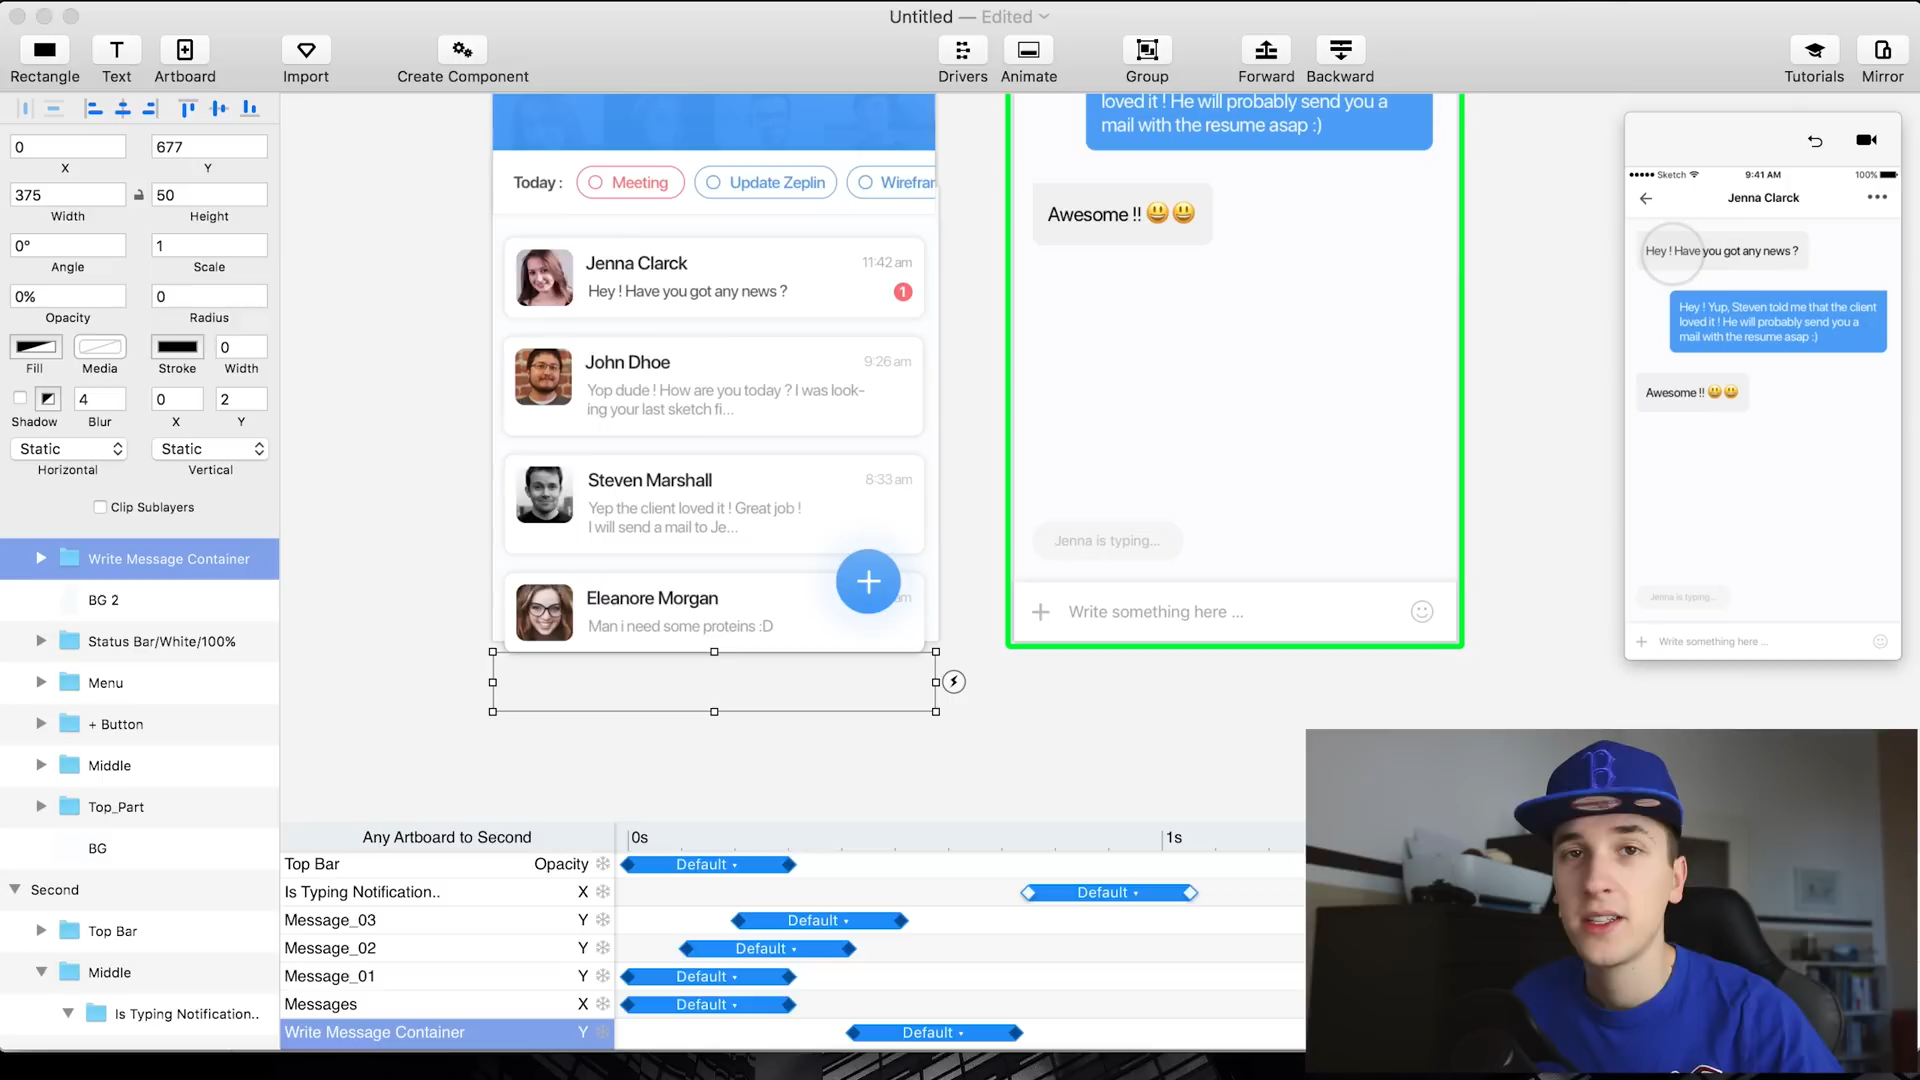 Untitled — Edited
Rectangle Text Artboard Import Create Component Drivers Animate Group Forward Backward Tutorials Mirror
0 677
X Y
375 50
Width Height
0° 1
Angle Scale
0% 0
Opacity Radius
0
Fill Media Stroke Width
4 0 2
Shadow Blur X Y
Static Static
Horizontal Vertical
Clip Sublayers
Write Message Container
BG 2
Status Bar/White/100%
Menu
+ Button
Middle
Top_Part
BG
Second
Top Bar
Middle
Is Typing Notification..
Today : Meeting Update Zeplin Wirefrar
Jenna Clarck 11:42 am
Hey ! Have you got any news ? 1
John Dhoe 9:26 am
Yop dude ! How are you today ? I was look-
ing your last sketch fi...
Steven Marshall 8:33 am
Yep the client loved it ! Great job !
I will send a mail to Je...
Eleanore Morgan am
Man i need some proteins :D
+
loved it ! He will probably send you a
mail with the resume asap :)
Awesome !! 😃😃
Jenna is typing...
+ Write something here ...
Sketch 9:41 AM 100%
Jenna Clarck
Hey ! Have you got any news ?
Hey ! Yup, Steven told me that the client
loved it ! He will probably send you a
mail with the resume asap :)
Awesome !! 😃😃
Jenna is typing...
+ Write something here ...
Any Artboard to Second 0s 1s
Top Bar Opacity Default
Is Typing Notification.. X Default
Message_03 Y Default
Message_02 Y Default
Message_01 Y Default
Messages X Default
Write Message Container Y Default
B